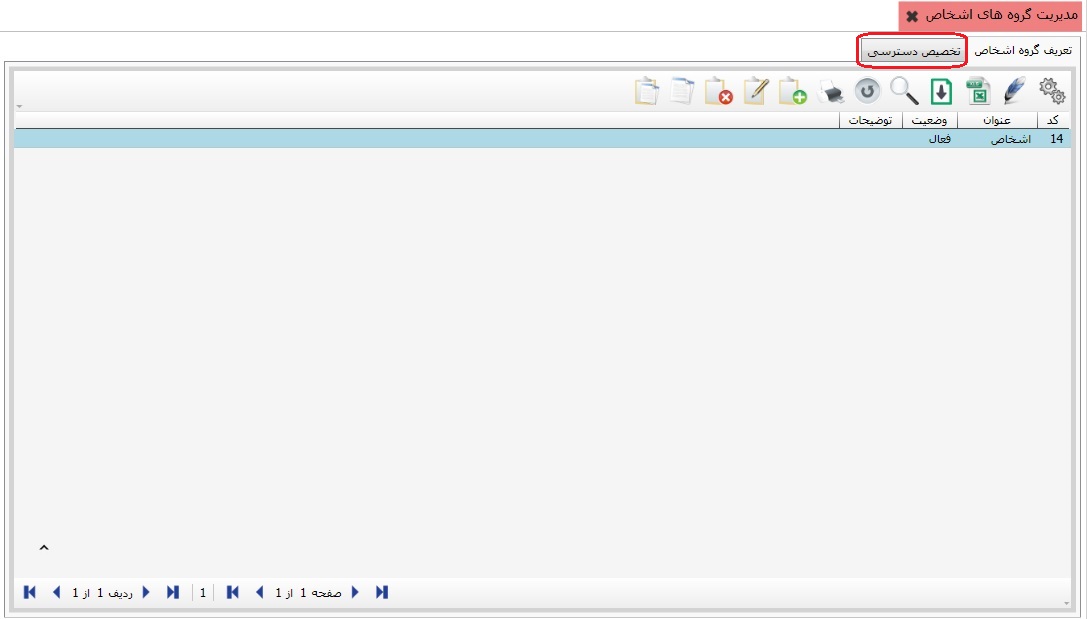 مدیریت گروه های اشخاص
تعریف گروه اشخاص تخصیص دسترسی
کد عنوان وضعیت توضیحات
14 اشخاص فعال
صفحه 1 از 1 1 ردیف 1 از 1